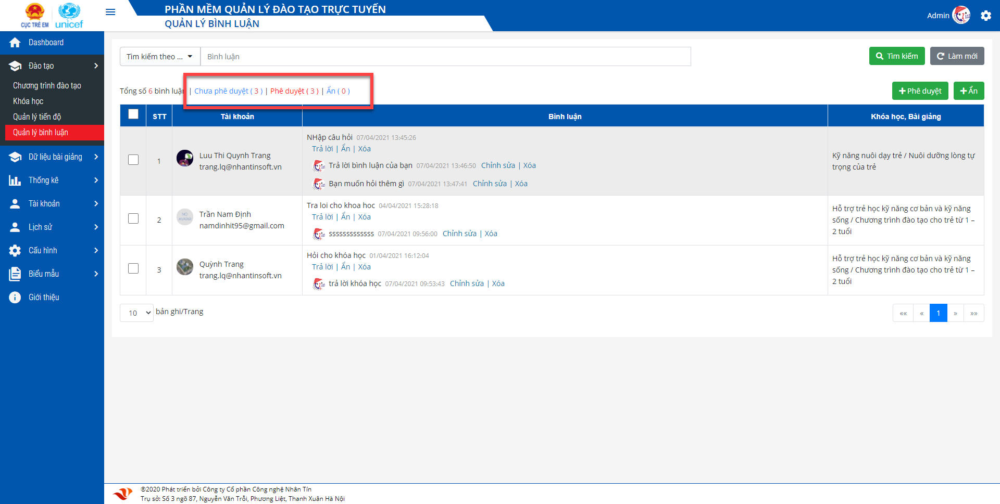 CỤC TRẺ EM
unicef
PHẦN MỀM QUẢN LÝ ĐÀO TẠO TRỰC TUYẾN
QUẢN LÝ BÌNH LUẬN
Admin
Dashboard
Đào tạo
Chương trình đào tạo
Khóa học
Quản lý tiến độ
Quản lý bình luận
Dữ liệu bài giảng
Thống kê
Tài khoản
Lịch sử
Cấu hình
Biểu mẫu
Giới thiệu
Tìm kiếm theo ...
Bình luận
Tìm kiếm
Làm mới
Tổng số 6 bình luận | Chưa phê duyệt ( 3 ) | Phê duyệt ( 3 ) | Ẩn ( 0 )
Phê duyệt
Ẩn
STT Tài khoản Bình luận Khóa học, Bài giảng
1
Luu Thi Quynh Trang
trang.lq@nhantinsoft.vn
NHập câu hỏi 07/04/2021 13:45:26
Trả lời | Ẩn | Xóa
Trả lời bình luận của bạn 07/04/2021 13:46:50 Chỉnh sửa | Xóa
Bạn muốn hỏi thêm gì 07/04/2021 13:47:41 Chỉnh sửa | Xóa
Kỹ năng nuôi dạy trẻ / Nuôi dưỡng lòng tự
trọng của trẻ
2
NO
AVATAR
Trần Nam Định
namdinhit95@gmail.com
Tra loi cho khoa hoc 04/04/2021 15:28:18
Trả lời | Ẩn | Xóa
sssssssssssss 07/04/2021 09:56:00 Chỉnh sửa | Xóa
Hỗ trợ trẻ học kỹ năng cơ bản và kỹ năng
sống / Chương trình đào tạo cho trẻ từ 1 –
2 tuổi
3
Quỳnh Trang
trang.lq@nhantinsoft.vn
Hỏi cho khóa học 01/04/2021 16:12:04
Trả lời | Ẩn | Xóa
trả lời khóa học 07/04/2021 09:53:43 Chỉnh sửa | Xóa
Hỗ trợ trẻ học kỹ năng cơ bản và kỹ năng
sống / Chương trình đào tạo cho trẻ từ 1 –
2 tuổi
10 bản ghi/Trang
«« « 1 » »»
©2020 Phát triển bởi Công ty Cổ phần Công nghệ Nhân Tín
Trụ sở: Số 3 ngõ 87, Nguyễn Văn Trỗi, Phương Liệt, Thanh Xuân Hà Nội